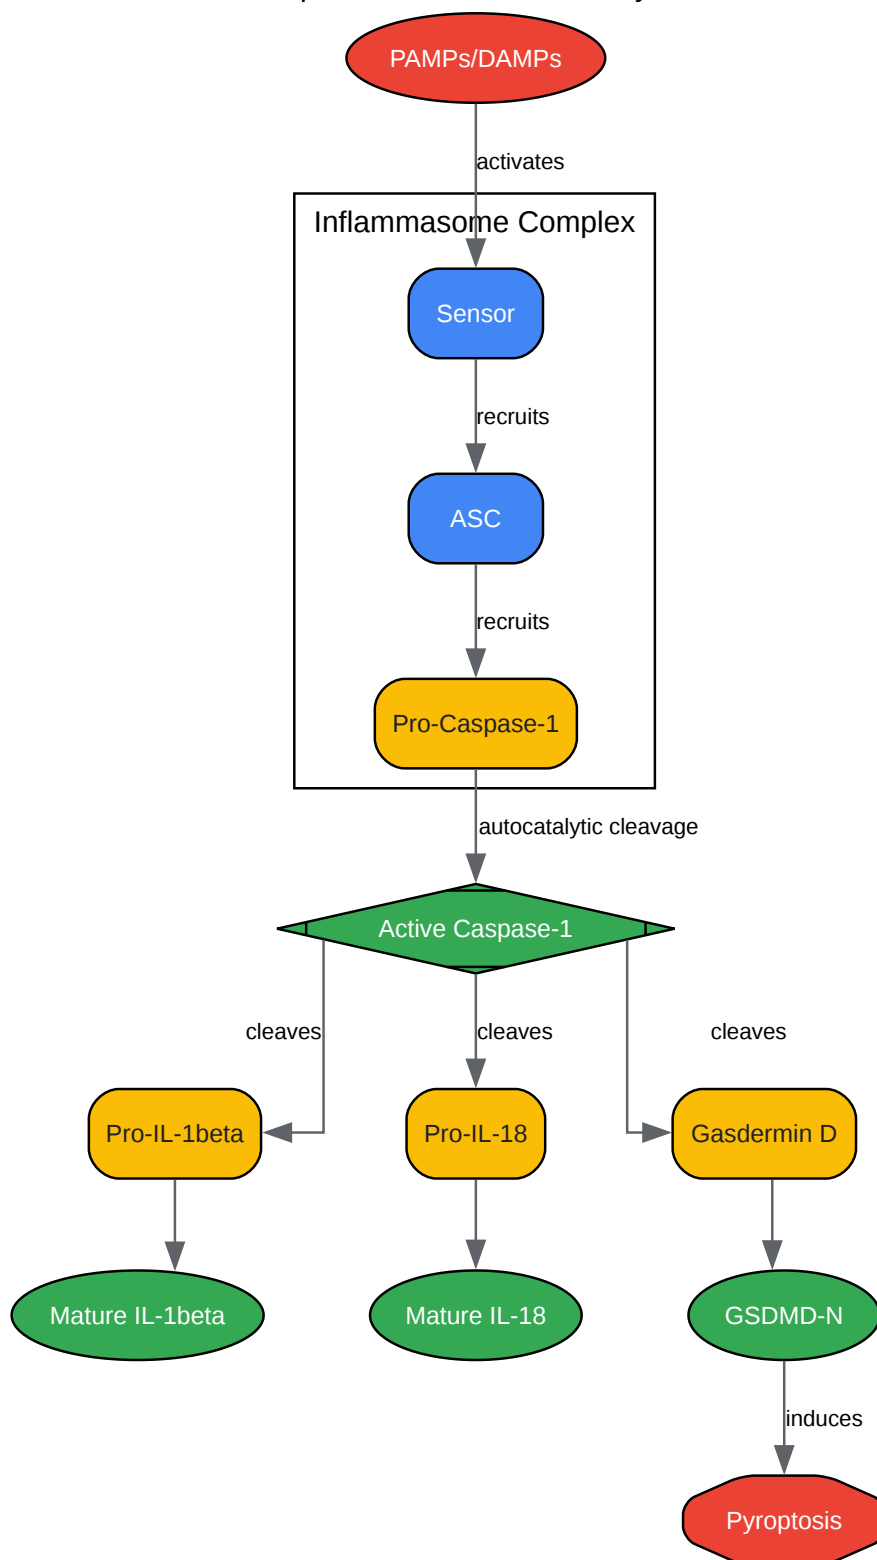 PAMPs/DAMPs
activates
Inflammasome Complex
Sensor
recruits
ASC
recruits
Pro-Caspase-1
autocatalytic cleavage
Active Caspase-1
cleaves
cleaves
cleaves
Pro-IL-1beta
Pro-IL-18
Gasdermin D
Mature IL-1beta
Mature IL-18
GSDMD-N
induces
Pyroptosis